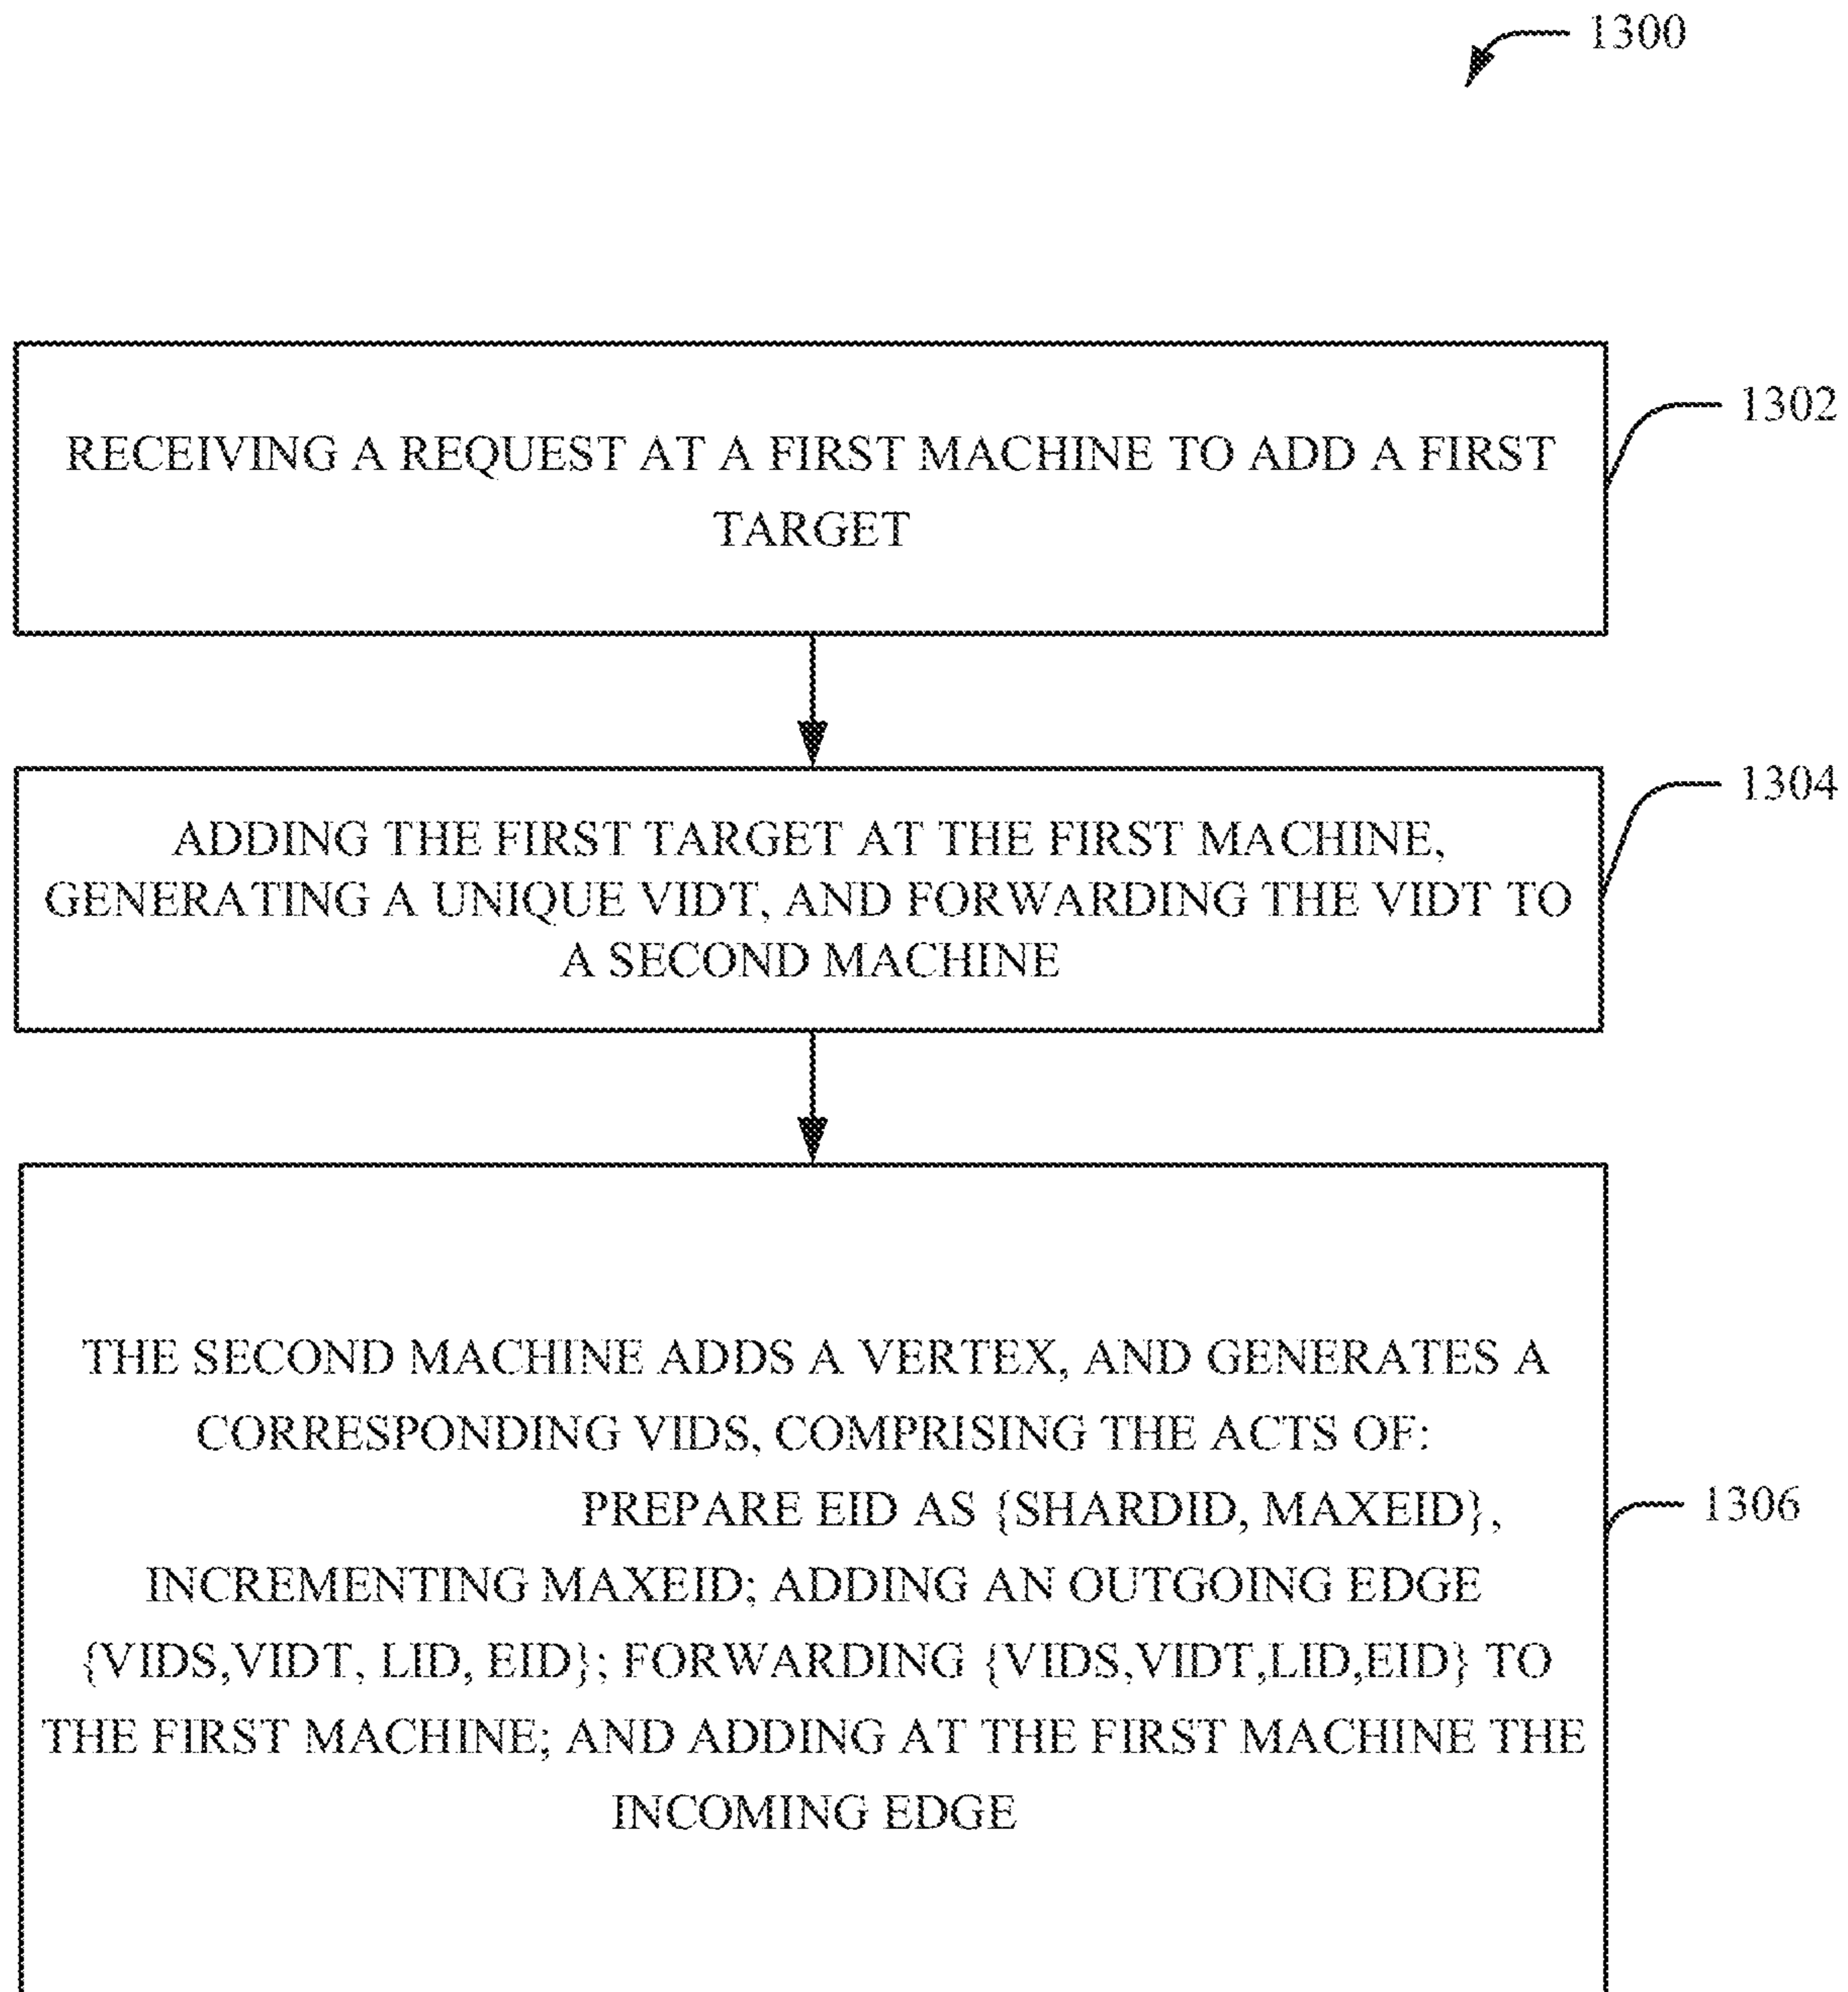 1300
RECEIVING A REQUEST AT A FIRST MACHINE TO ADD A FIRST
TARGET
1302
ADDING THE FIRST TARGET AT THE FIRST MACHINE,
GENERATING A UNIQUE VIDT, AND FORWARDING THE VIDT TO
A SECOND MACHINE
1304
THE SECOND MACHINE ADDS A VERTEX, AND GENERATES A
CORRESPONDING VIDS, COMPRISING THE ACTS OF:
PREPARE EID AS {SHARDID, MAXEID},
INCREMENTING MAXEID; ADDING AN OUTGOING EDGE
{VIDS,VIDT, LID, EID}; FORWARDING {VIDS,VIDT,LID,EID} TO
THE FIRST MACHINE; AND ADDING AT THE FIRST MACHINE THE
INCOMING EDGE
1306